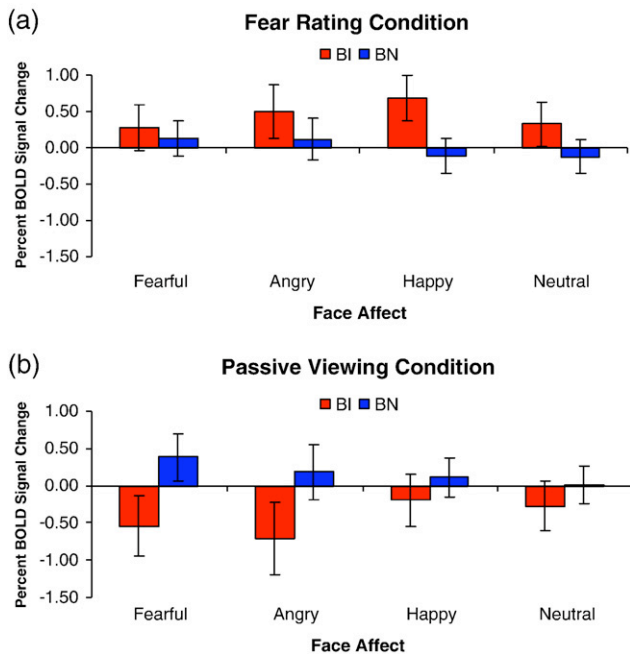 (a)
Fear Rating Condition
BI BN
Percent BOLD Signal Change
1.00
0.50
0.00
-0.50
-1.00
-1.50
Fearful Angry Happy Neutral
Face Affect
(b)
Passive Viewing Condition
BI BN
Percent BOLD Signal Change
1.00
0.50
0.00
-0.50
-1.00
-1.50
Fearful Angry Happy Neutral
Face Affect